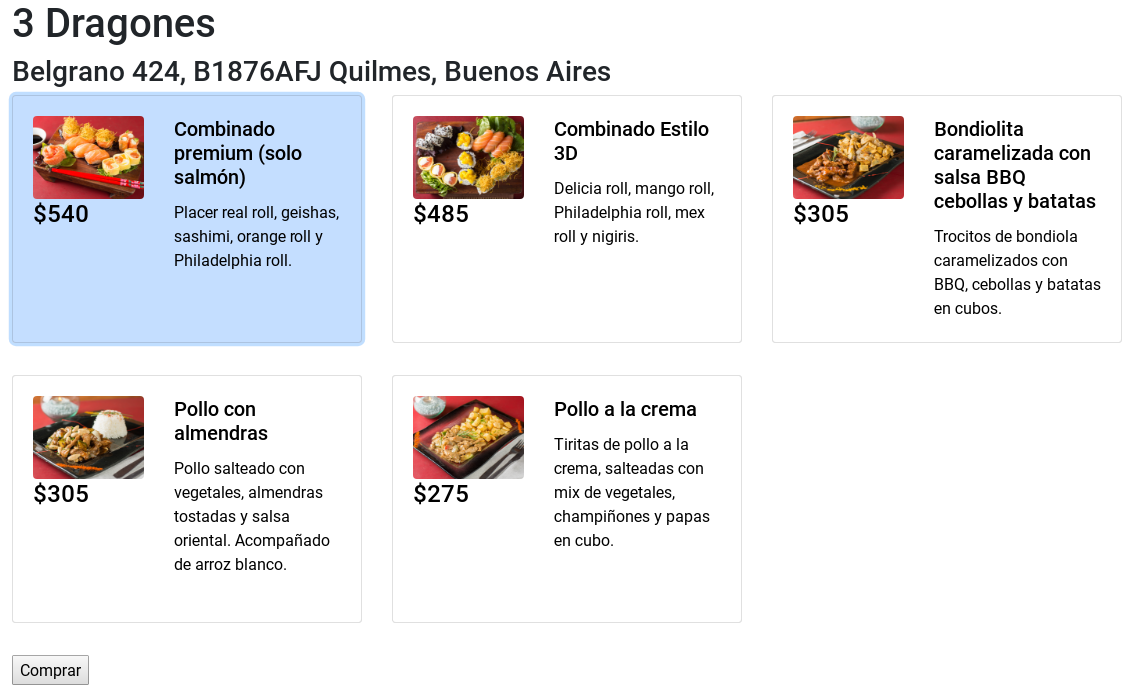 3 Dragones
Belgrano 424, B1876AFJ Quilmes, Buenos Aires
Combinado
premium (solo
salmón)
$540
Placer real roll, geishas,
sashimi, orange roll y
Philadelphia roll.
Combinado Estilo
3D
$485
Delicia roll, mango roll,
Philadelphia roll, mex
roll y nigiris.
Bondiolita
caramelizada con
salsa BBQ
cebollas y batatas
$305
Trocitos de bondiola
caramelizados con
BBQ, cebollas y batatas
en cubos.
Pollo con
almendras
$305
Pollo salteado con
vegetales, almendras
tostadas y salsa
oriental. Acompañado
de arroz blanco.
Pollo a la crema
$275
Tiritas de pollo a la
crema, salteadas con
mix de vegetales,
champiñones y papas
en cubo.
Comprar